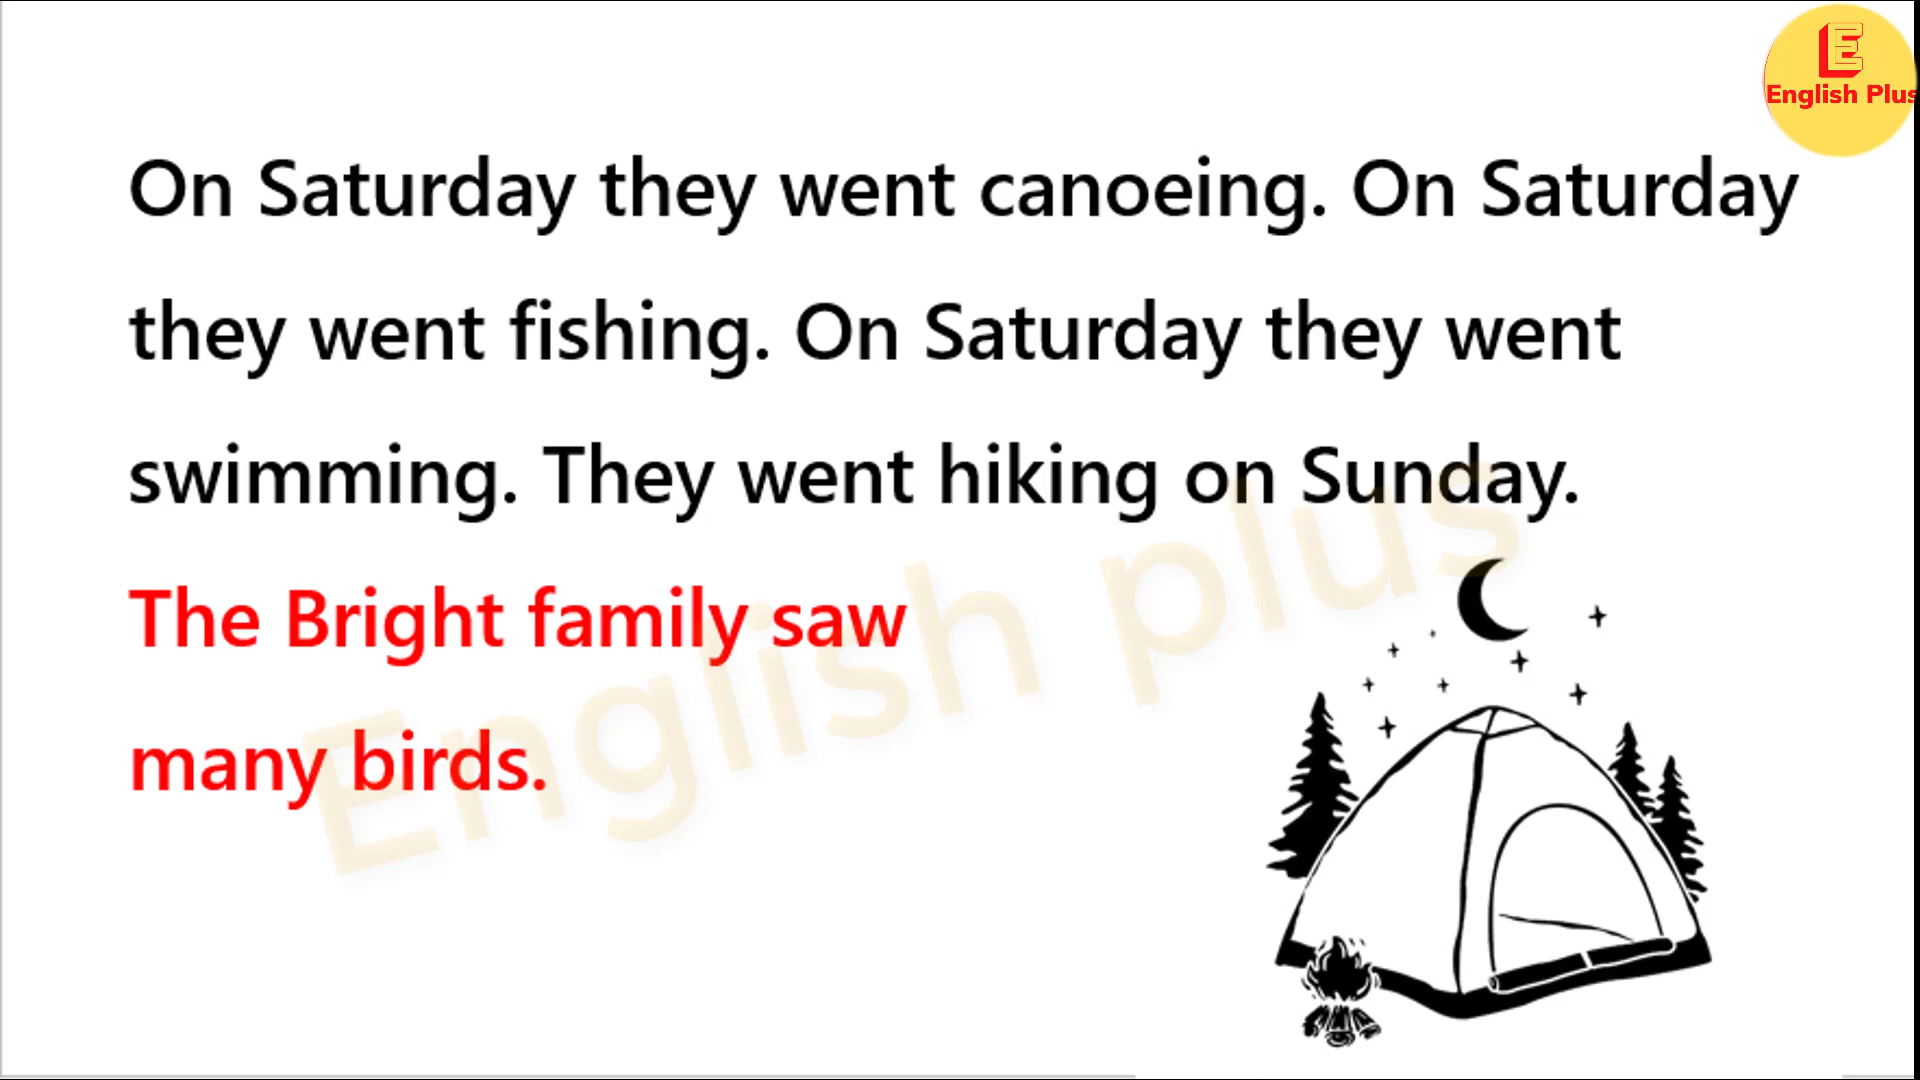 E
English Plus
On Saturday they went canoeing. On Saturday
they went fishing. On Saturday they went
swimming. They went hiking on Sunday.
The Bright family saw
many birds.
English plus